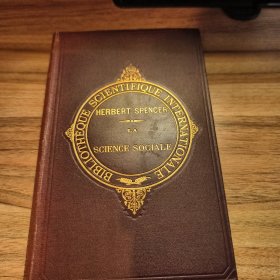 BIBLIOTHÈQUE SCIENTIFIQUE INTERNATIONALE
HERBERT SPENCER
LA
SCIENCE SOCIALE